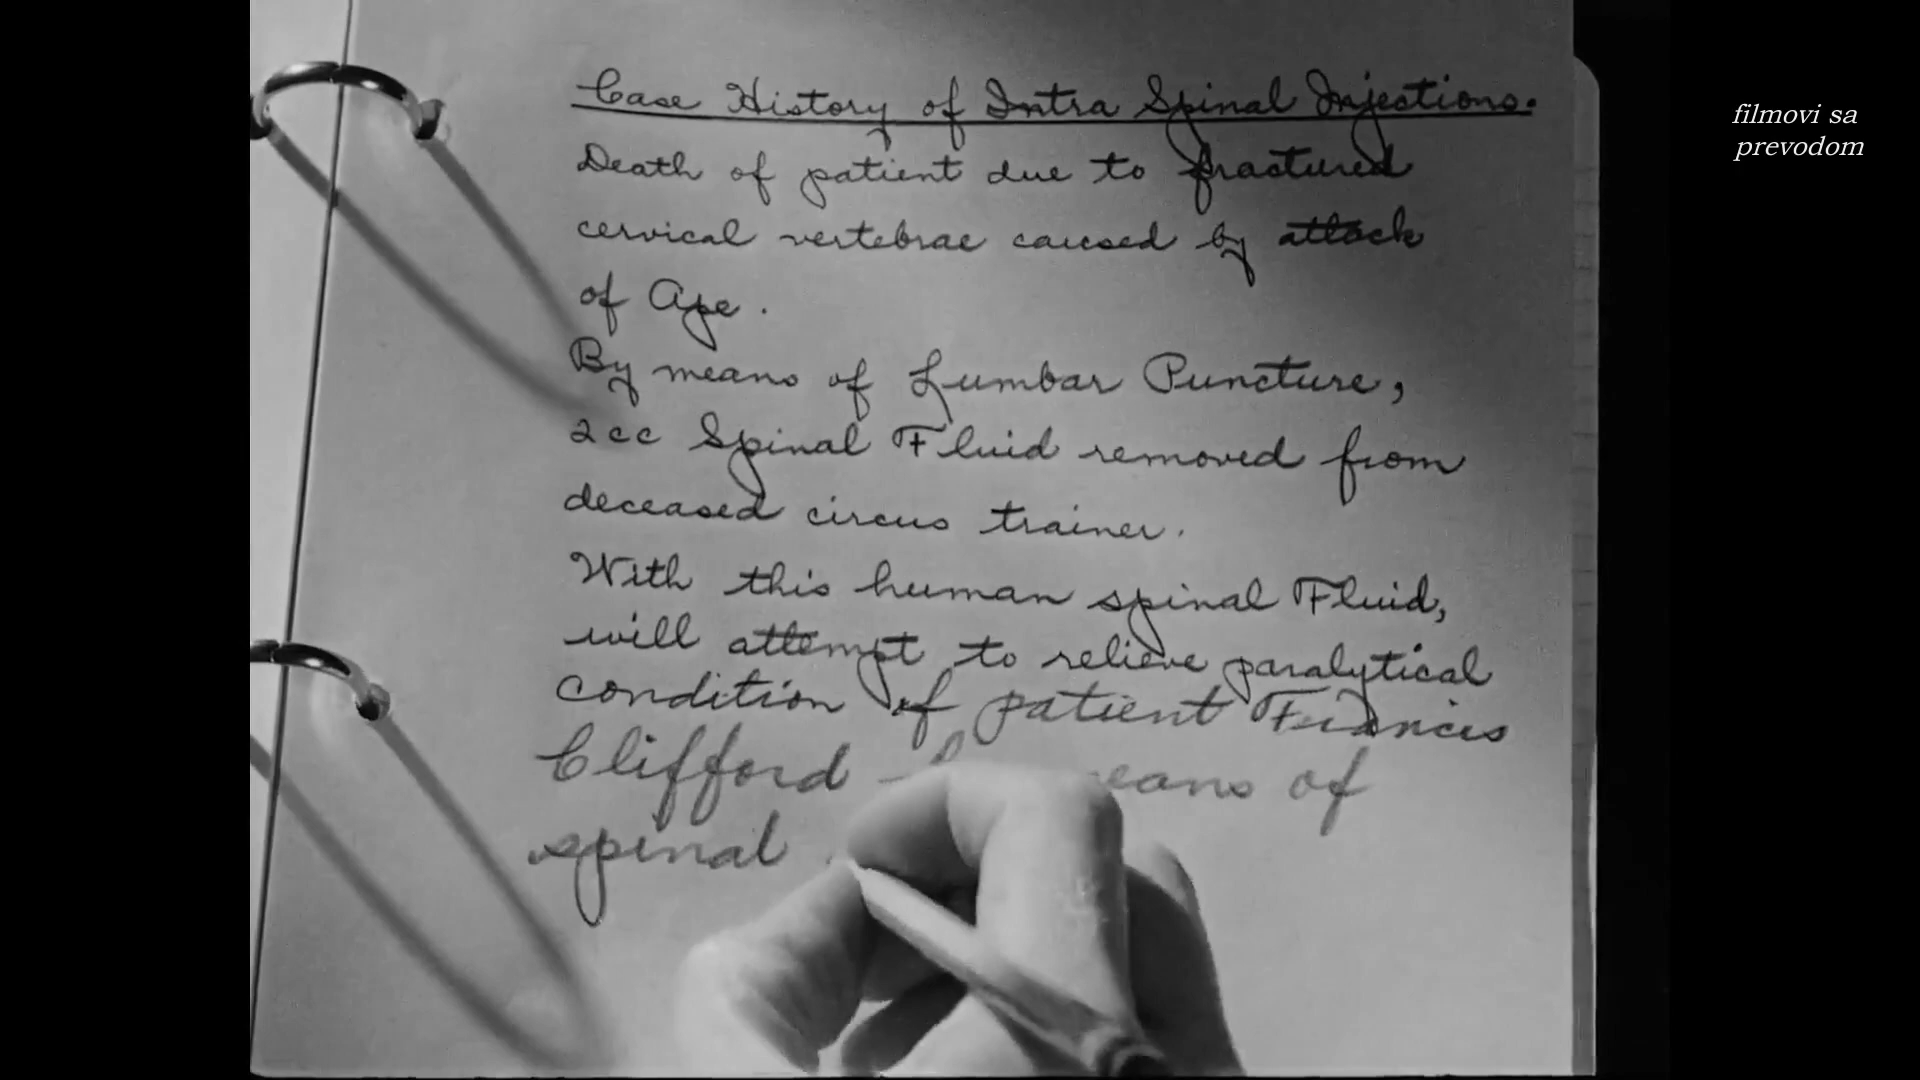 Case History of Intra Spinal Injections.
Death of patient due to fractured
cervical vertebrae caused by attack
of Ape.
By means of Lumbar Puncture,
2cc Spinal Fluid removed from
deceased circus trainer.
With this human spinal Fluid,
will attempt to relieve paralytical
condition of patient Francis
Clifford of
spinal
filmovi sa
prevodom